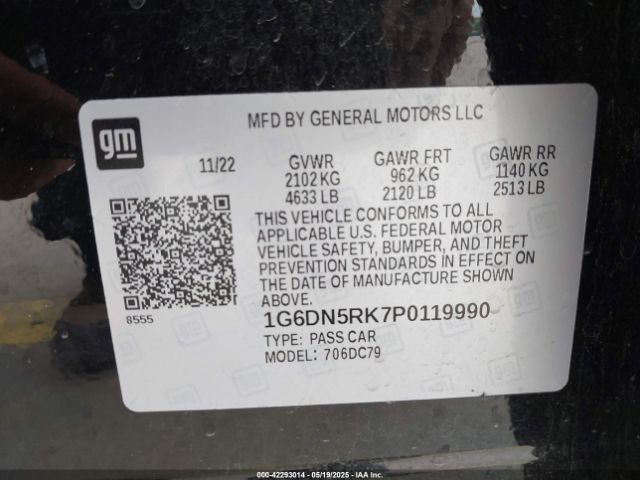 MFD BY GENERAL MOTORS LLC
gm
11/22
GVWR
2102 KG
4633 LB
GAWR FRT
962 KG
2120 LB
GAWR RR
1140 KG
2513 LB
THIS VEHICLE CONFORMS TO ALL
APPLICABLE U.S. FEDERAL MOTOR
VEHICLE SAFETY, BUMPER, AND THEFT
PREVENTION STANDARDS IN EFFECT ON
THE DATE OF MANUFACTURE SHOWN
ABOVE.
8555
1G6DN5RK7P0119990
TYPE: PASS CAR
MODEL: 706DC79
000-42293014 - 05/19/2025 - IAAI.COM